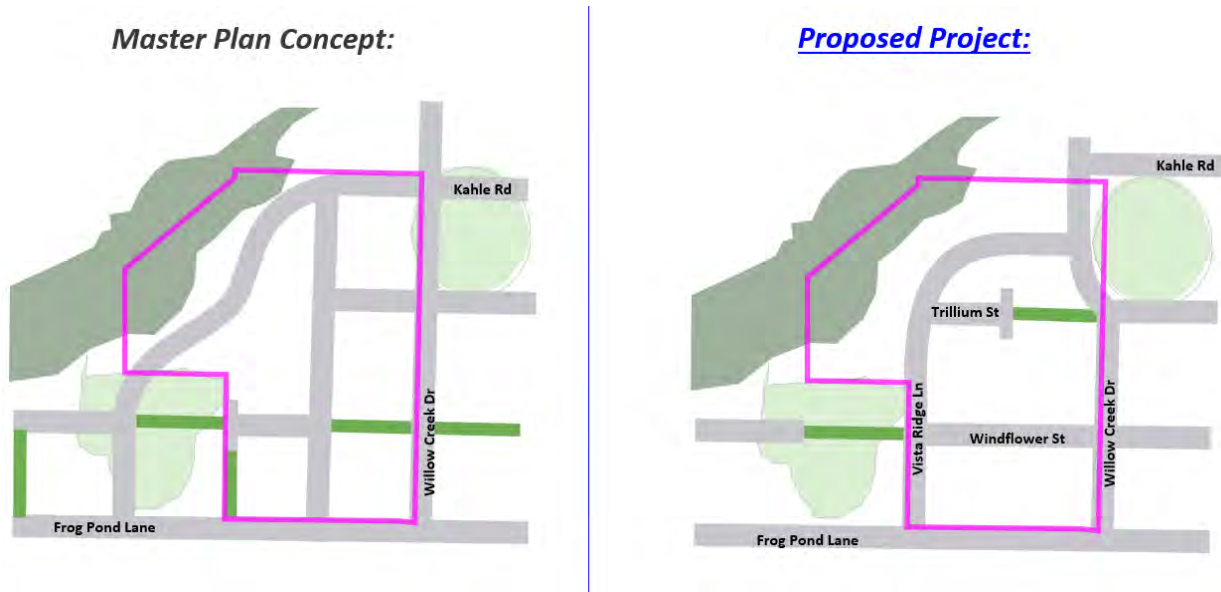 Master Plan Concept:
Kahle Rd
Willow Creek Dr
Frog Pond Lane
Proposed Project:
Kahle Rd
Trillium St
Vista Ridge Ln
Windflower St
Willow Creek Dr
Frog Pond Lane